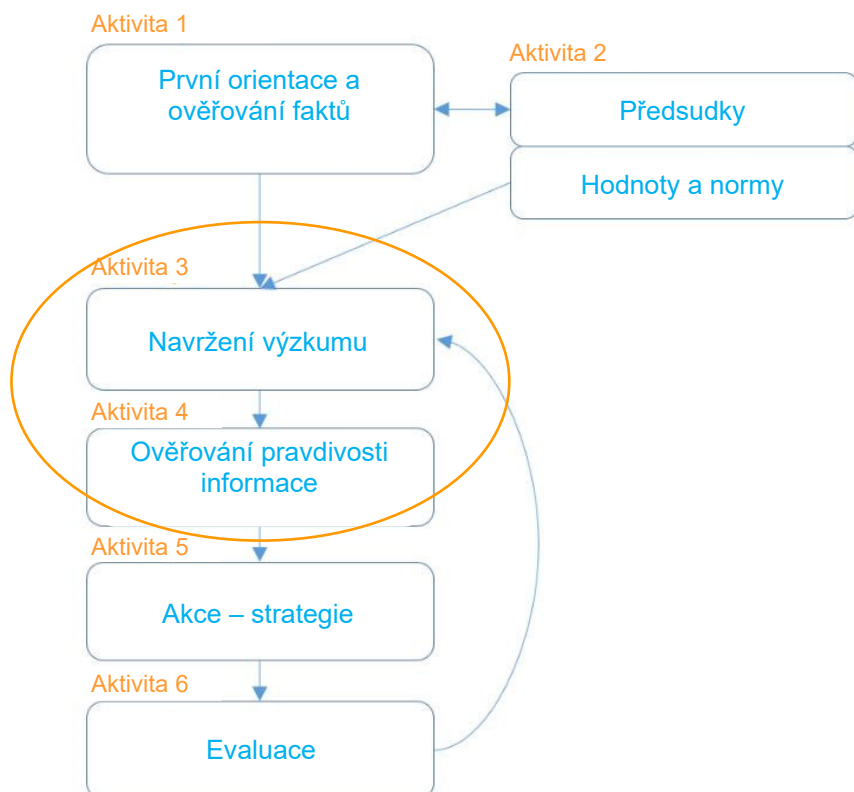 Aktivita 1
První orientace a
ověřování faktů
Aktivita 2
Předsudky
Hodnoty a normy
Aktivita 3
Navržení výzkumu
Aktivita 4
Ověřování pravdivosti
informace
Aktivita 5
Akce – strategie
Aktivita 6
Evaluace